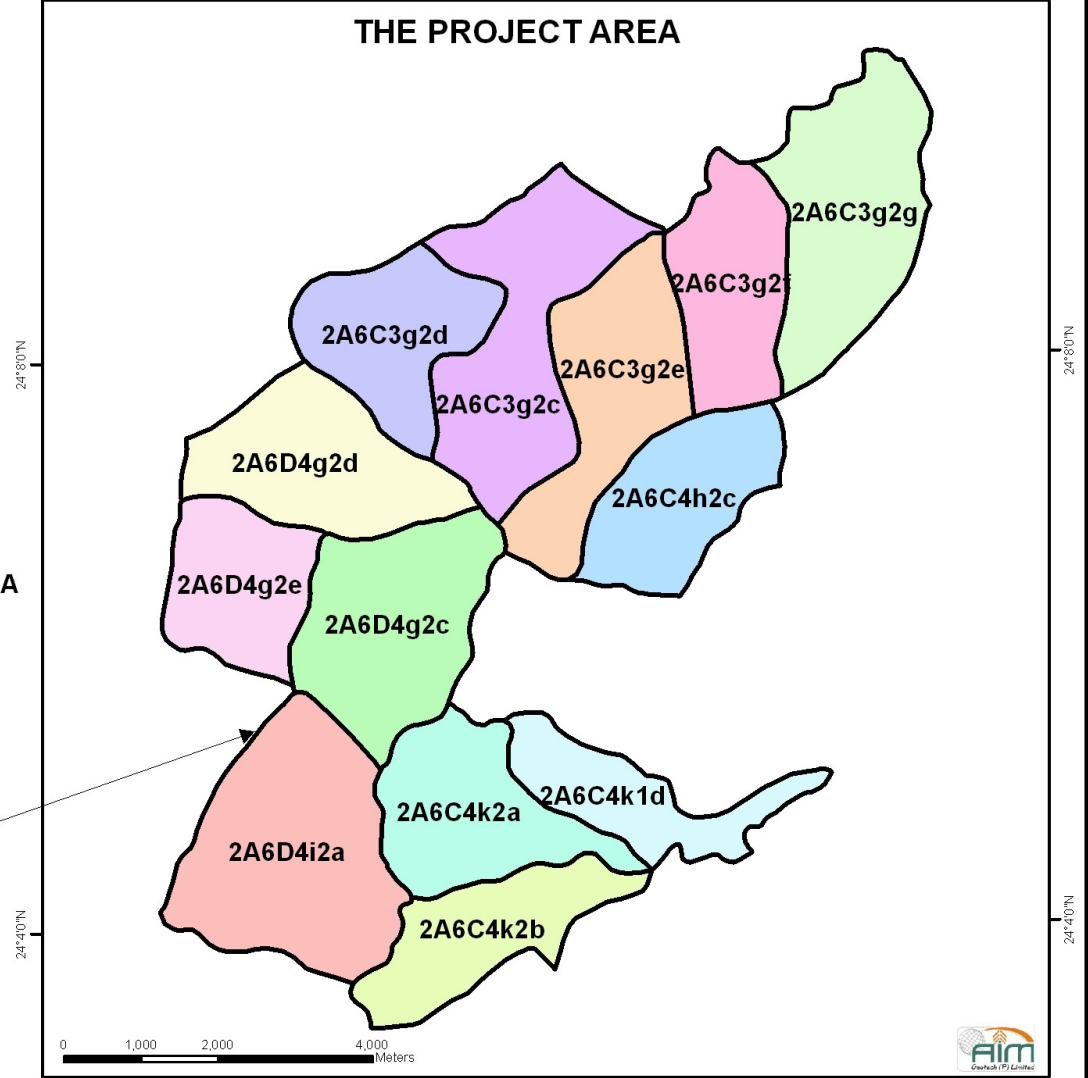 THE PROJECT AREA
2A6C3g2g
2A6C3g2f
2A6C3g2d
2A6C3g2e
2A6C3g2c
24°8'0"N
24°8'0"N
2A6D4g2d
2A6C4h2c
A
2A6D4g2e
2A6D4g2c
2A6C4k1d
2A6C4k2a
2A6D4i2a
2A6C4k2b
24°4'0"N
24°4'0"N
0 1,000 2,000 4,000
Meters
AIM
Geotech (P) Limited